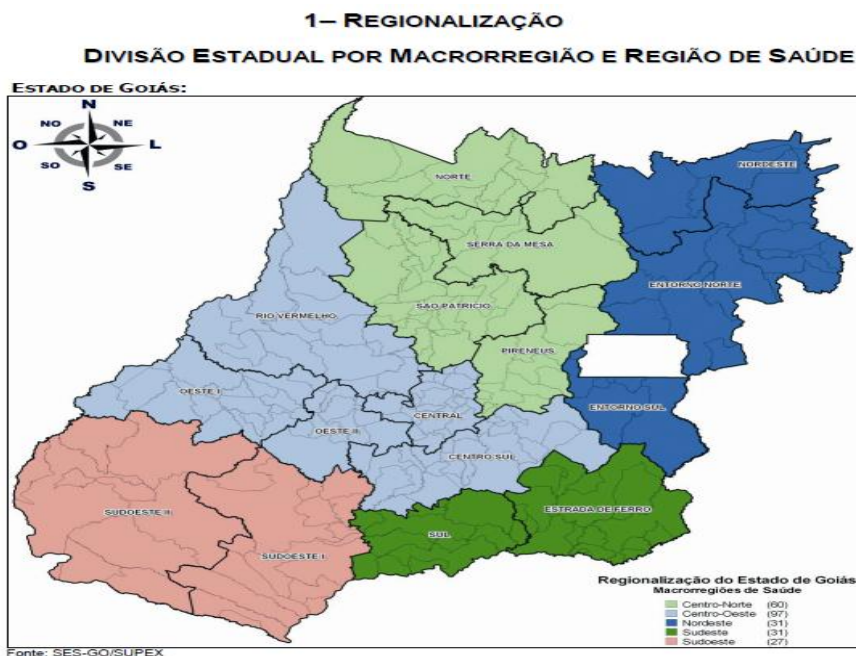 1– REGIONALIZAÇÃO
DIVISÃO ESTADUAL POR MACRORREGIÃO E REGIÃO DE SAÚDE
ESTADO DE GOIÁS:
N
NO NE
O L
SO SE
S
NORDESTE
NORTE
SERRA DA MESA
ENTORNO NORTE
SÃO PATRICIO
RIO VERMELHO
PIRENEUS
OESTE I
CENTRAL
ENTORNO SUL
OESTE II
CENTRO SUL
SUDOESTE II
ESTRADA DE FERRO
SUL
SUDOESTE I
Regionalização do Estado de Goiás
Macrorregiões de Saúde
Centro-Norte (60)
Centro-Oeste (97)
Nordeste (31)
Sudeste (31)
Sudoeste (27)
Fonte: SES-GO/SUPEX